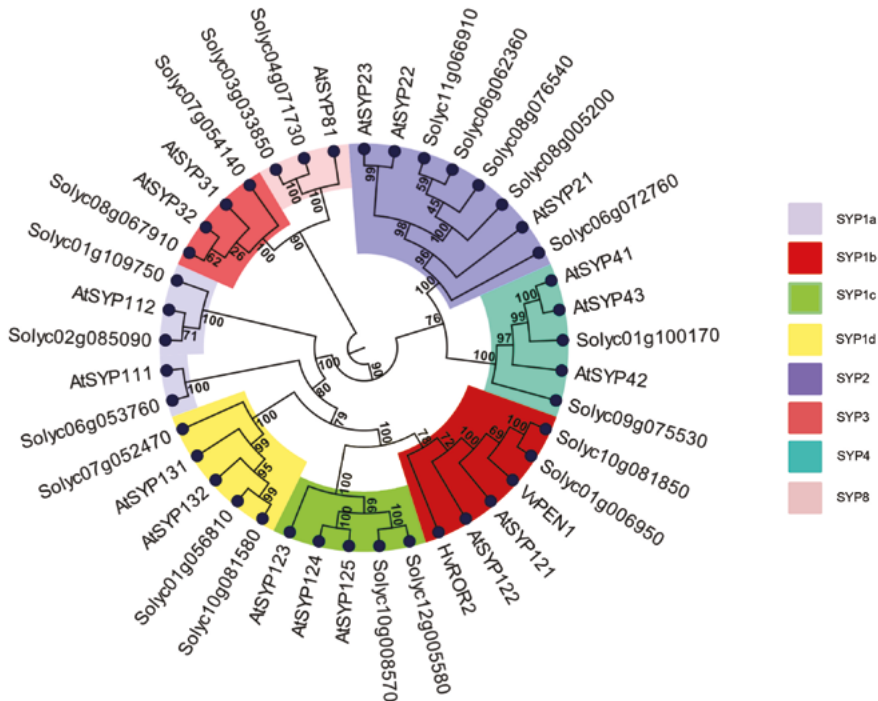 AtSYP23
AtSYP22
Solyc11g066910
Solyc06g062360
Solyc08g076540
Solyc08g005200
AtSYP21
Solyc06g072760
AtSYP41
AtSYP43
Solyc01g100170
AtSYP42
Solyc09g075530
Solyc10g081850
Solyc01g006950
VvPEN1
AtSYP121
AtSYP122
HvROR2
Solyc12g005580
Solyc10g008570
AtSYP125
AtSYP124
AtSYP123
Solyc10g081580
Solyc01g056810
AtSYP132
AtSYP131
Solyc07g052470
Solyc06g053760
AtSYP111
Solyc02g085090
AtSYP112
Solyc01g109750
Solyc08g067910
AtSYP32
AtSYP31
Solyc07g054140
Solyc03g033850
Solyc04g071730
AtSYP81
99
59
45
100
98
96
100
76
100
99
97
100
100
69
100
72
78
100
99
100
100
100
99
95
99
100
79
80
100
100
71
100
62
26
100
100
100
90
90
SYP1a
SYP1b
SYP1c
SYP1d
SYP2
SYP3
SYP4
SYP8